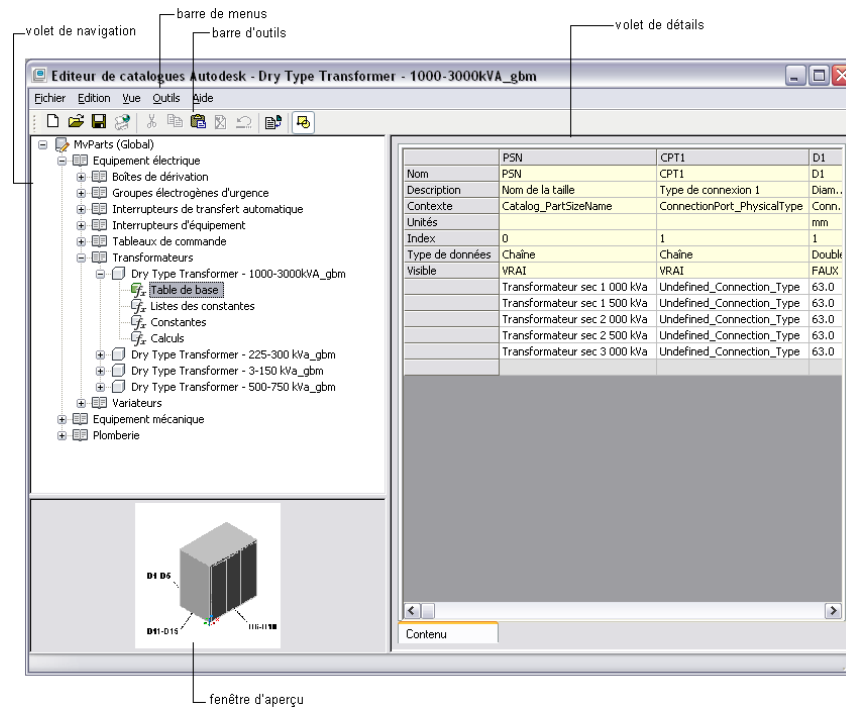 barre de menus
volet de navigation
barre d'outils
volet de détails
Editeur de catalogues Autodesk - Dry Type Transformer - 1000-3000kVA_gbm
Fichier Edition Vue Outils Aide
MvParts (Global)
Equipement électrique
Boîtes de dérivation
Groupes électrogènes d'urgence
Interrupteurs de transfert automatique
Interrupteurs d'équipement
Tableaux de commande
Transformateurs
Dry Type Transformer - 1000-3000kVA_gbm
Table de base
Listes des constantes
Constantes
Calculs
Dry Type Transformer - 225-300 kVa_gbm
Dry Type Transformer - 3-150 kVa_gbm
Dry Type Transformer - 500-750 kVa_gbm
Variateurs
Equipement mécanique
Plomberie
PSN CPT1 D1
Nom PSN CPT1 D1
Description Nom de la taille Type de connexion 1 Diam..
Contexte Catalog_PartSizeName ConnectionPort_PhysicalType Conn.
Unités mm
Index 0 1 1
Type de données Chaîne Chaîne Double
Visible VRAI VRAI FAUX
Transformateur sec 1 000 kVa Undefined_Connection_Type 63.0
Transformateur sec 1 500 kVa Undefined_Connection_Type 63.0
Transformateur sec 2 000 kVa Undefined_Connection_Type 63.0
Transformateur sec 2 500 kVa Undefined_Connection_Type 63.0
Transformateur sec 3 000 kVa Undefined_Connection_Type 63.0
D1 D5
D11-D15
Contenu
fenêtre d'aperçu